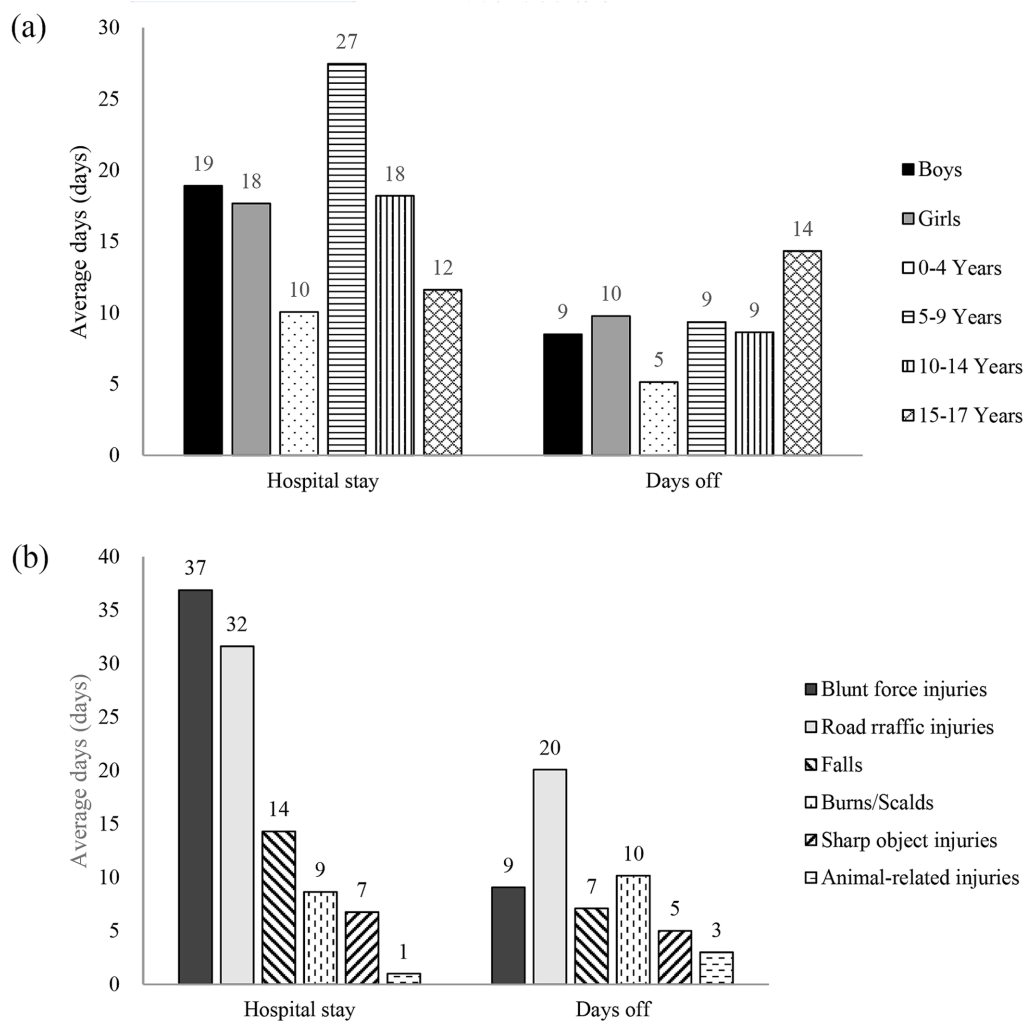 (a)
30
25
20
15
10
5
0
Average days (days)
19
18
10
27
18
12
9
10
5
9
9
14
Hospital stay
Days off
Boys
Girls
0-4 Years
5-9 Years
10-14 Years
15-17 Years
(b)
40
35
30
25
20
15
10
5
0
Average days (days)
37
32
14
9
7
1
9
20
7
10
5
3
Hospital stay
Days off
Blunt force injuries
Road rraffic injuries
Falls
Burns/Scalds
Sharp object injuries
Animal-related injuries